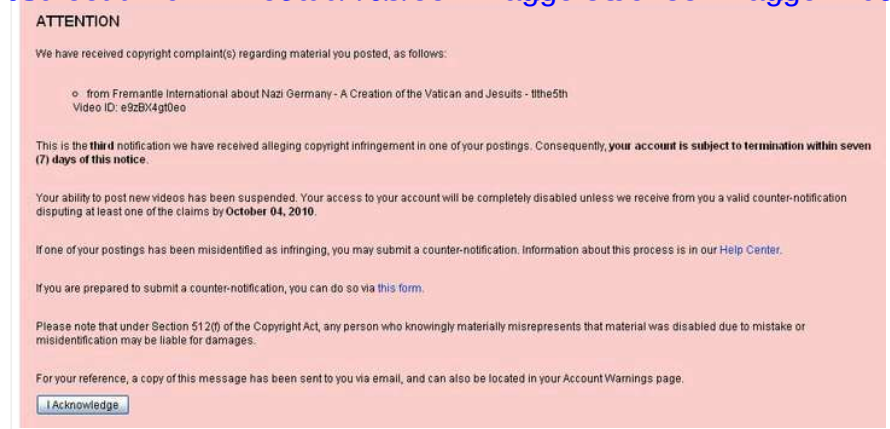 ATTENTION
We have received copyright complaint(s) regarding material you posted, as follows:
from Fremantle International about Nazi Germany - A Creation of the Vatican and Jesuits - tlthe5th
Video ID: e9zBX4gt0eo
This is the third notification we have received alleging copyright infringement in one of your postings. Consequently, your account is subject to termination within seven
(7) days of this notice.
Your ability to post new videos has been suspended. Your access to your account will be completely disabled unless we receive from you a valid counter-notification
disputing at least one of the claims by October 04, 2010.
If one of your postings has been misidentified as infringing, you may submit a counter-notification. Information about this process is in our Help Center.
If you are prepared to submit a counter-notification, you can do so via this form.
Please note that under Section 512(f) of the Copyright Act, any person who knowingly materially misrepresents that material was disabled due to mistake or
misidentification may be liable for damages.
For your reference, a copy of this message has been sent to you via email, and can also be located in your Account Warnings page.
I Acknowledge